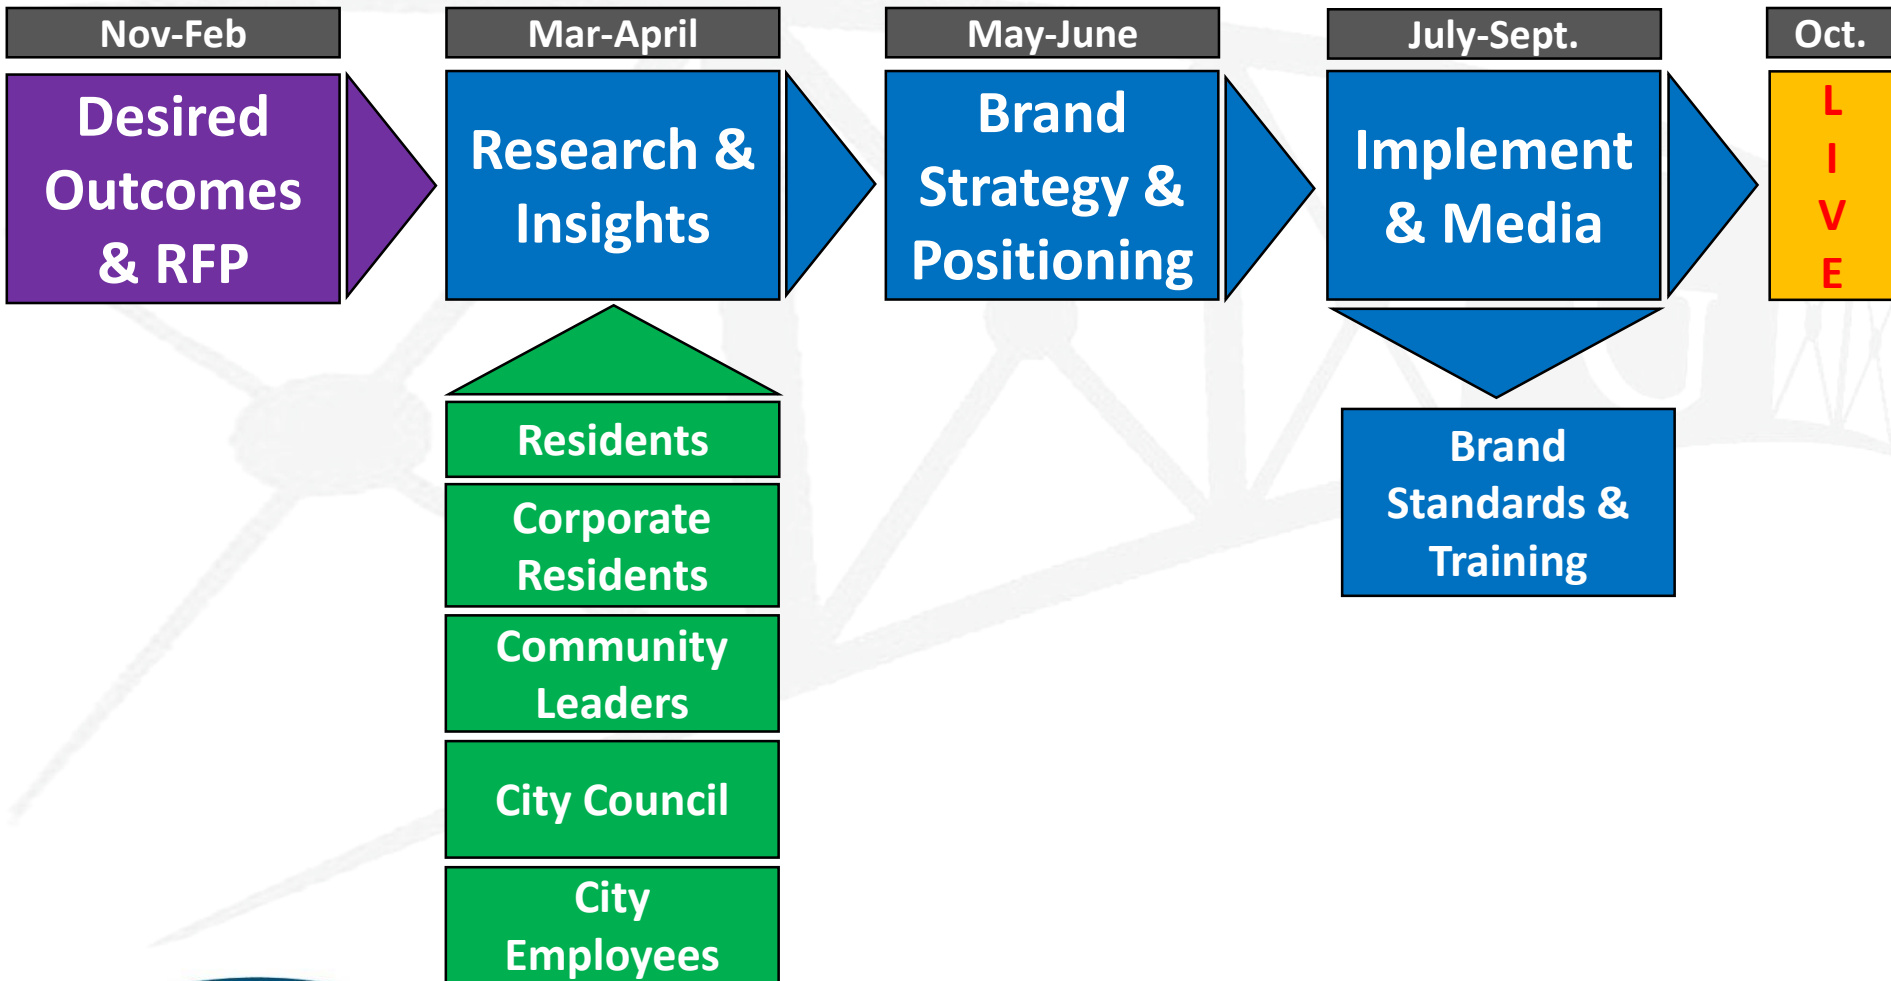 Nov-Feb
Desired
Outcomes
& RFP
Mar-April
Research &
Insights
May-June
Brand
Strategy &
Positioning
July-Sept.
Implement
& Media
Oct.
L
I
V
E
Residents
Corporate
Residents
Community
Leaders
City Council
City
Employees
Brand
Standards &
Training
U